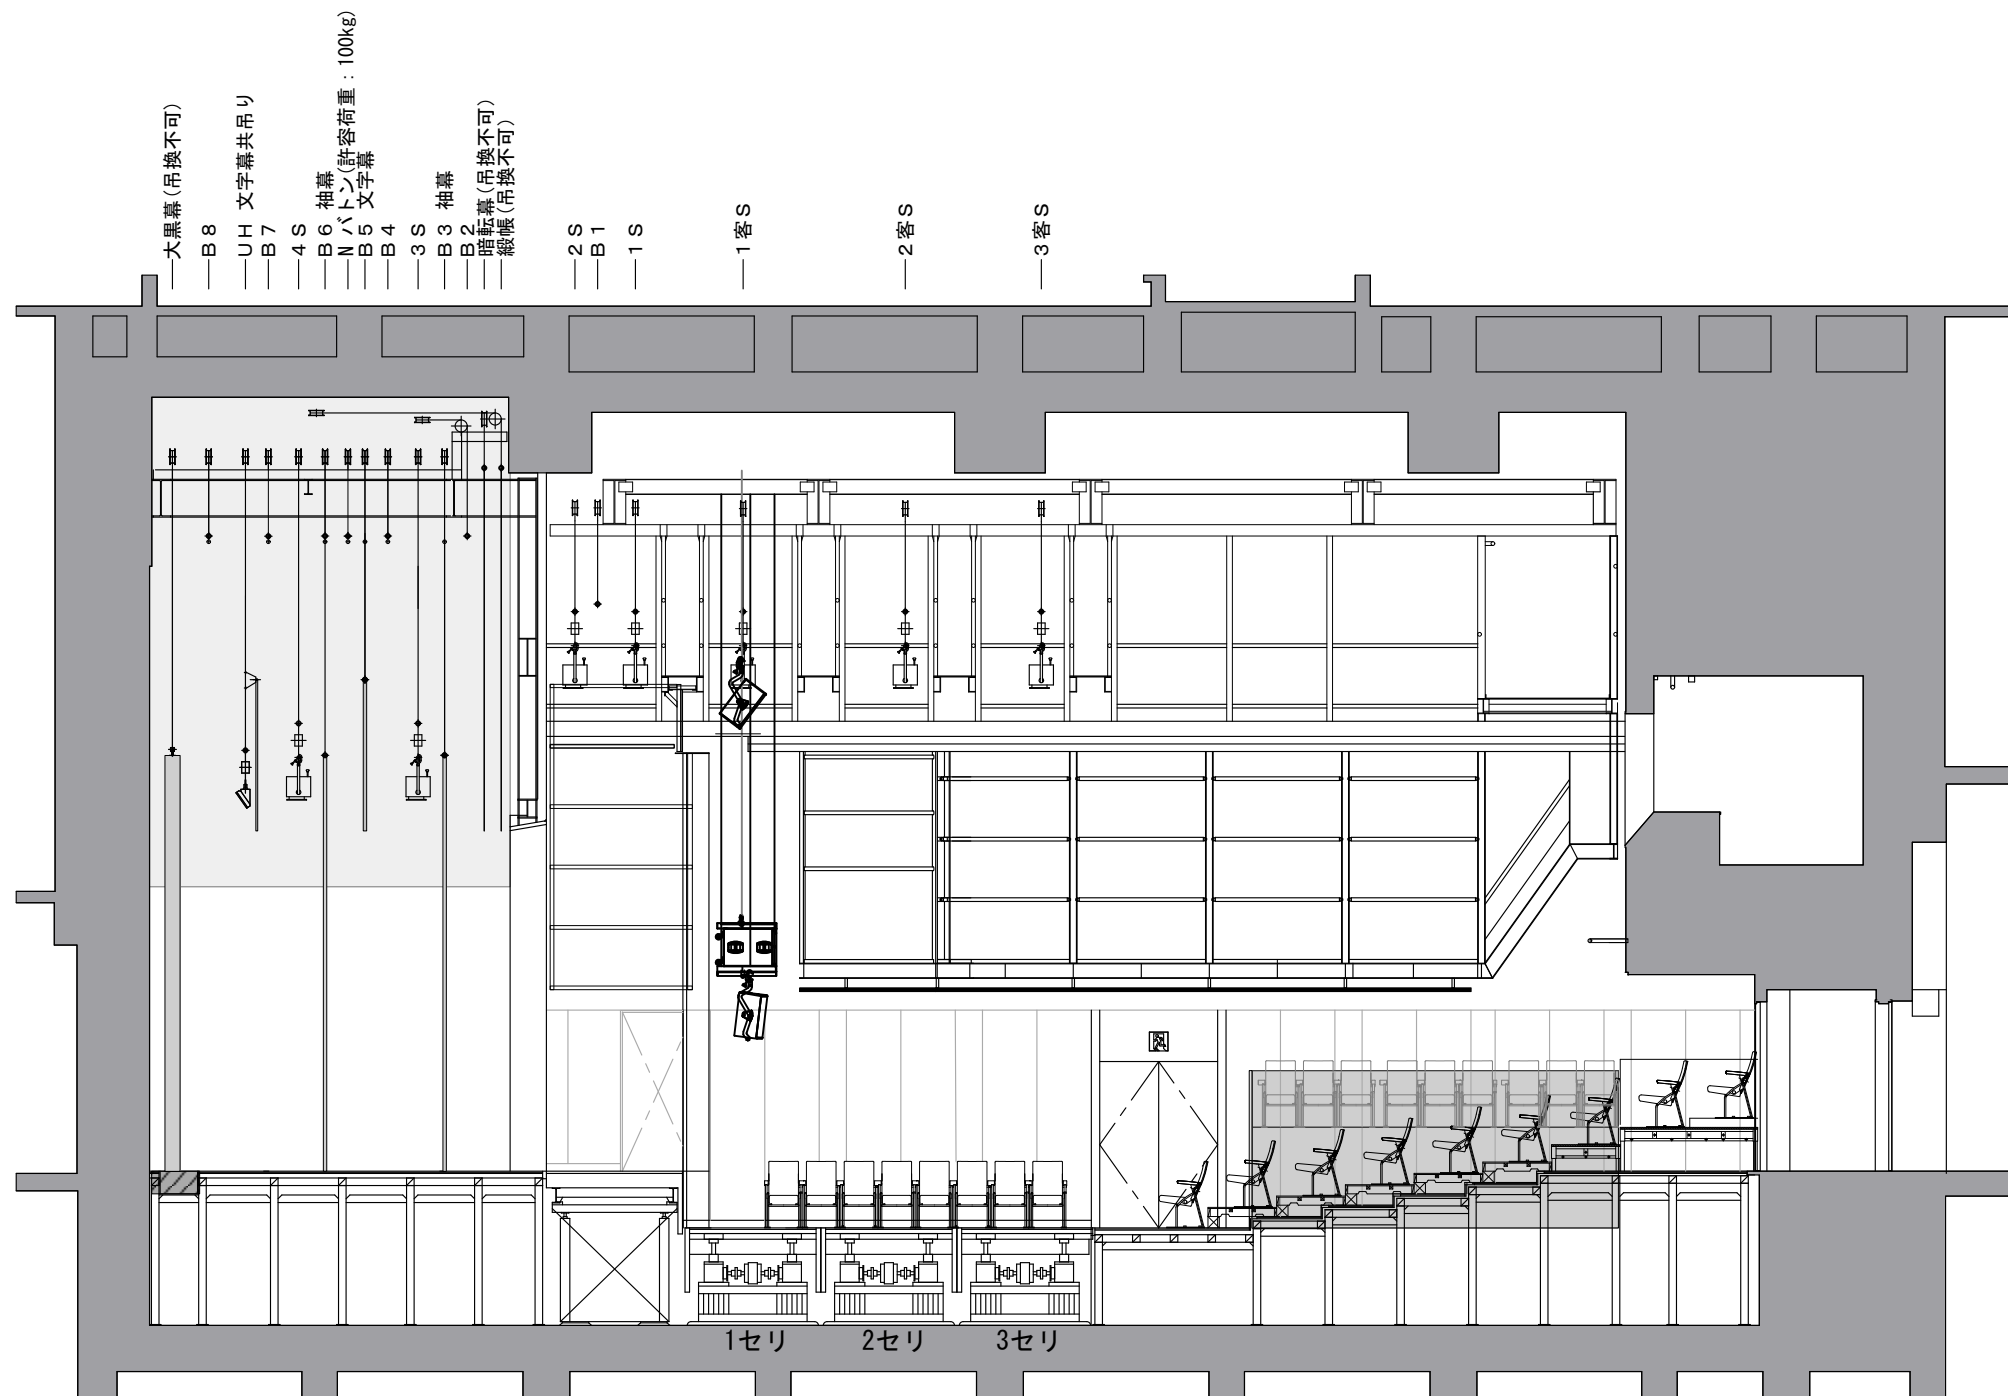 大黒幕(吊換不可)
B8
UH 文字幕共吊り
B7
4S
B6 袖幕
N バトン(許容荷重:100kg)
B5 文字幕
B4
3S
B3 袖幕
B2
暗転幕(吊換不可)
緞帳(吊換不可)
2S
B1
1S
1客S
2客S
3客S
1セリ
2セリ
3セリ